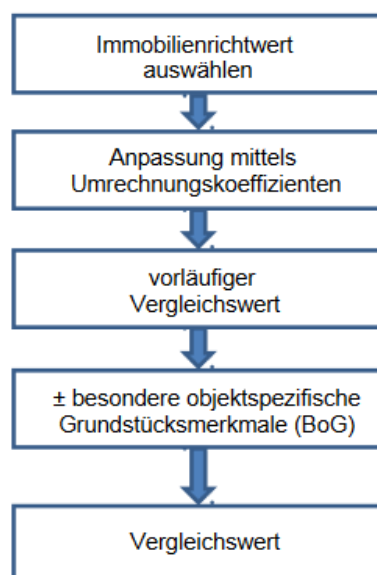 Immobilienrichtwert
auswählen
Anpassung mittels
Umrechnungskoeffizienten
vorläufiger
Vergleichswert
± besondere objektspezifische
Grundstücksmerkmale (BoG)
Vergleichswert